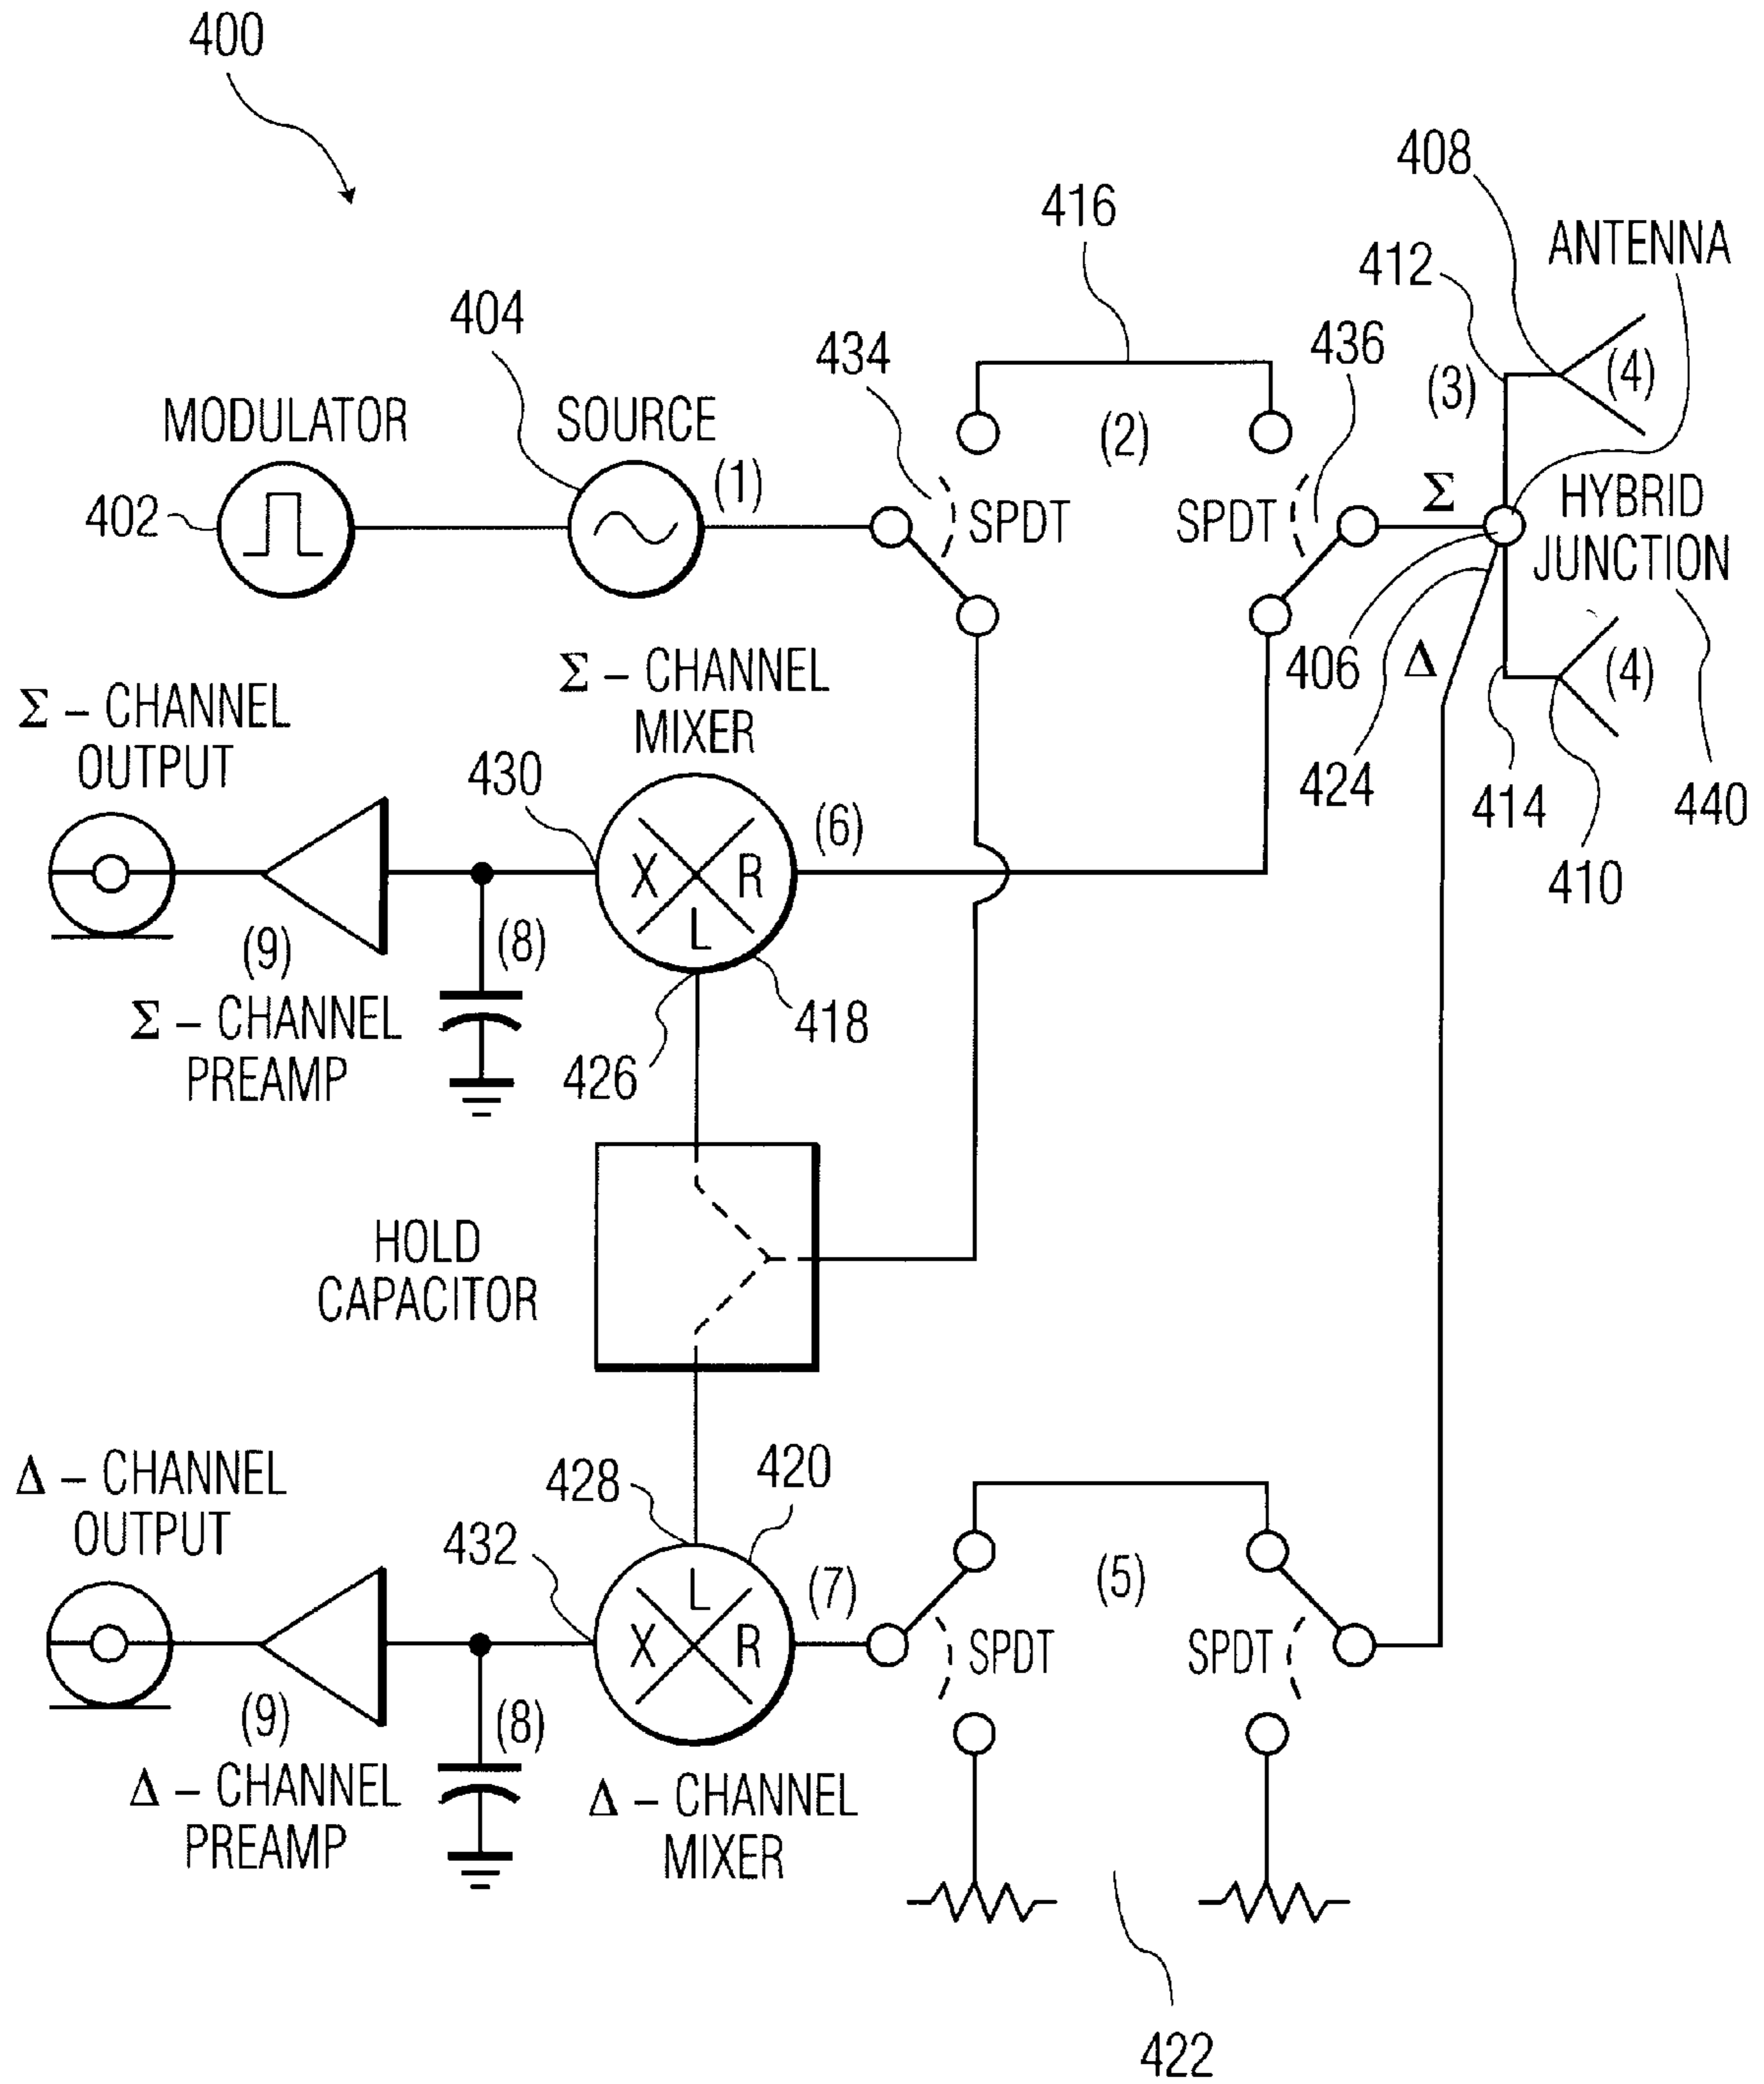 400
408
416
ANTENNA
412
404
434
436
(3)
(4)
MODULATOR
SOURCE
(2)
(1)
402
SPDT
SPDT
Σ
HYBRID
JUNCTION
Σ – CHANNEL
MIXER
406
Δ
(4)
Σ – CHANNEL
OUTPUT
430
424
414
440
(6)
X
R
L
410
(9)
(8)
Σ – CHANNEL
PREAMP
418
426
HOLD
CAPACITOR
Δ – CHANNEL
OUTPUT
428
420
432
L
X
R
(7)
(5)
SPDT
SPDT
(9)
(8)
Δ – CHANNEL
PREAMP
Δ – CHANNEL
MIXER
422